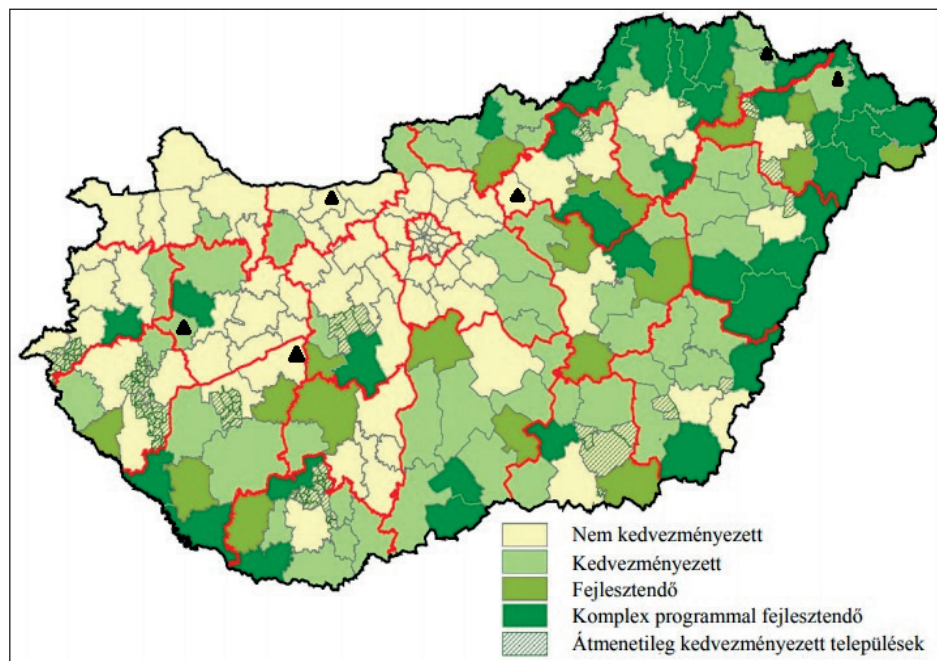 Nem kedvezményezett
Kedvezményezett
Fejlesztendő
Komplex programmal fejlesztendő
Átmenetileg kedvezményezett települések